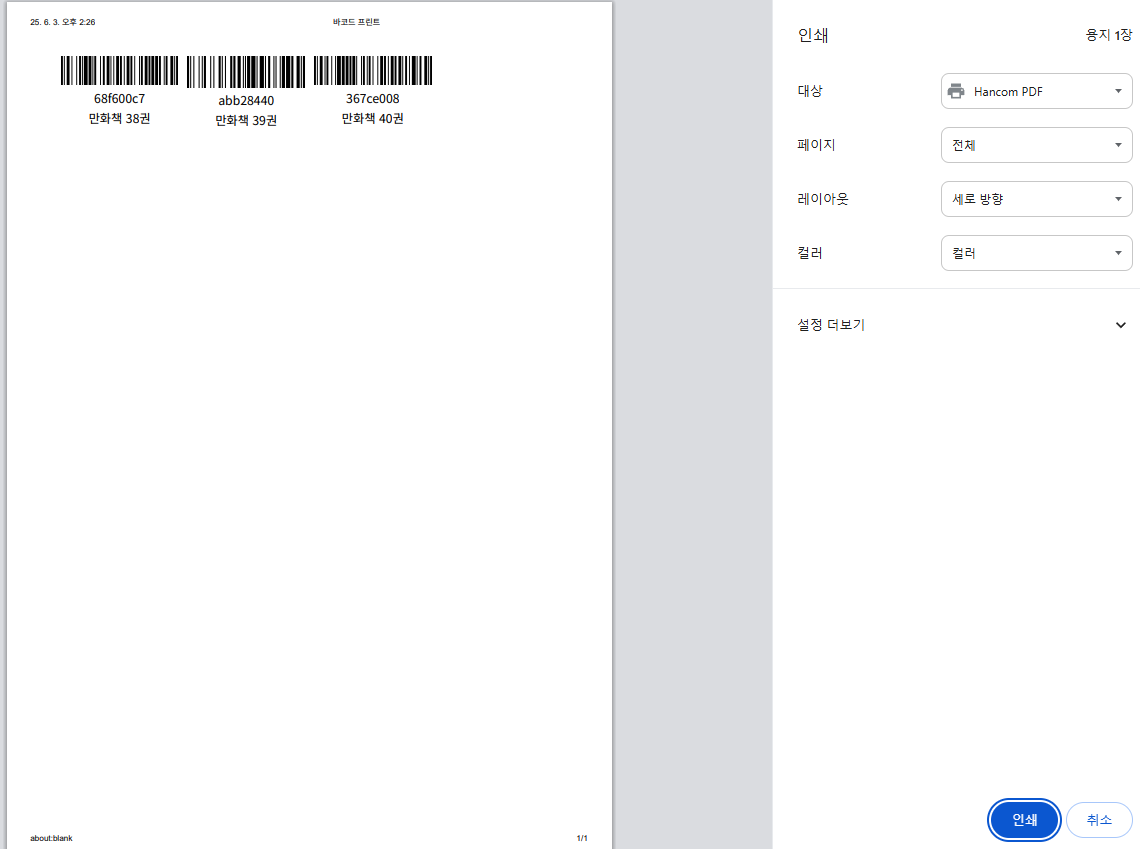 25. 6. 3. 오후 2:26
바코드 프린트
68f600c7
만화책 38권
abb28440
만화책 39권
367ce008
만화책 40권
about:blank
1/1
인쇄
용지 1장
대상
Hancom PDF
페이지
전체
레이아웃
세로 방향
컬러
컬러
설정 더보기
인쇄
취소